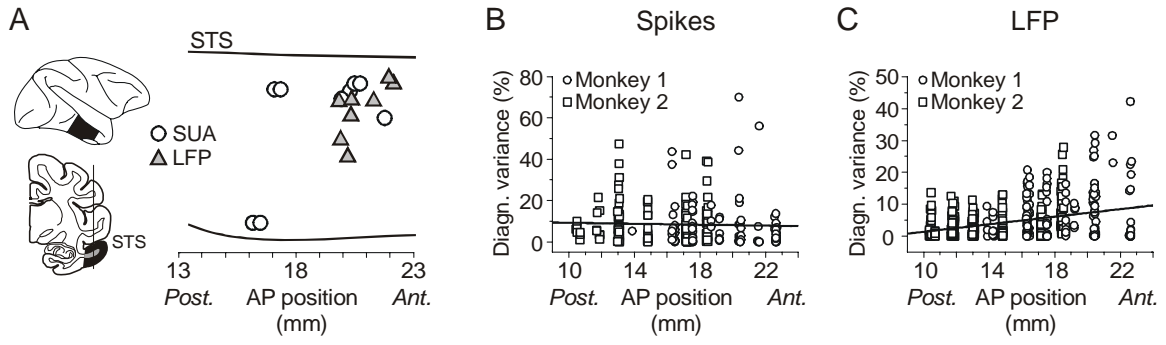 A
STS
SUA
LFP
STS
13 18 23
Post. AP position Ant.
(mm)
B
Spikes
Monkey 1
Monkey 2
Diagn. variance (%)
80
60
40
20
0
10 14 18 22
Post. AP position Ant.
(mm)
C
LFP
Monkey 1
Monkey 2
Diagn. variance (%)
50
40
30
20
10
0
10 14 18 22
Post. AP position Ant.
(mm)